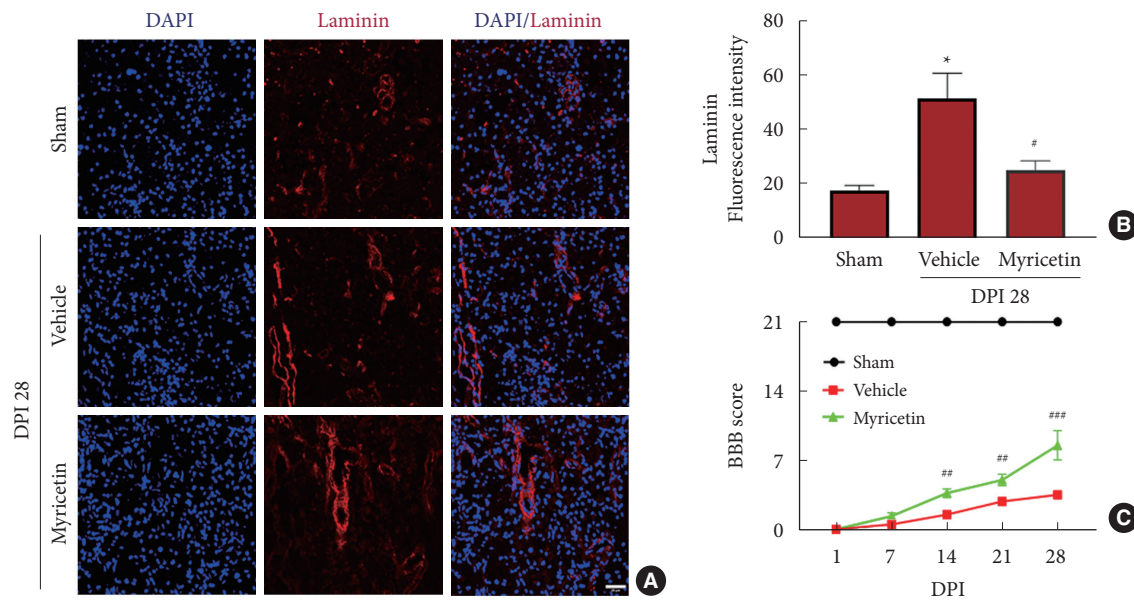 DAPI
Laminin
DAPI/Laminin
Sham
DPI 28
Vehicle
Myricetin
A
Laminin
Fluorescence intensity
80
60
40
20
0
*
#
Sham
Vehicle
Myricetin
DPI 28
B
BBB score
21
14
7
0
Sham
Vehicle
Myricetin
##
##
###
1
7
14
21
28
DPI
C